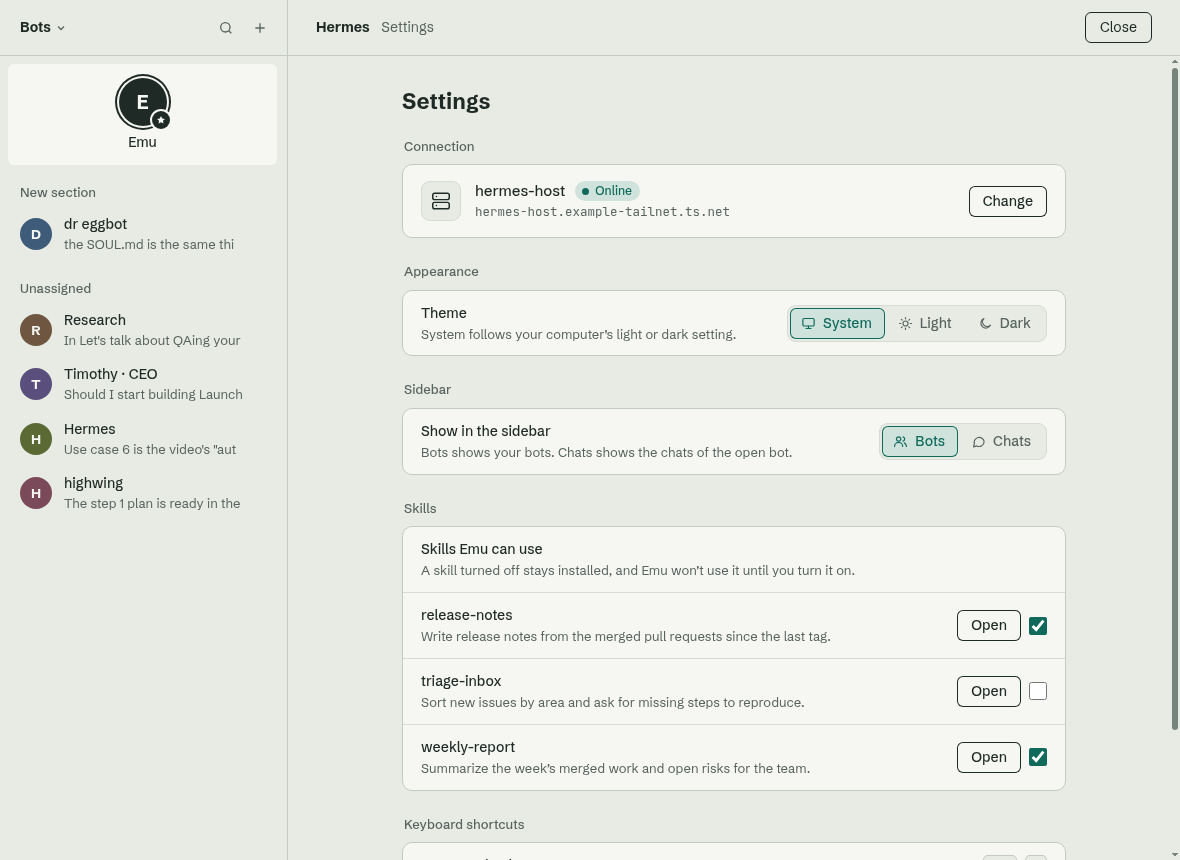 Bots
Hermes Settings
Close
E
Emu
New section
D
dr eggbot
the SOUL.md is the same thi
Unassigned
R
Research
In Let's talk about QAing your
T
Timothy · CEO
Should I start building Launch
H
Hermes
Use case 6 is the video's "aut
H
highwing
The step 1 plan is ready in the
Settings
Connection
hermes-host
Online
hermes-host.example-tailnet.ts.net
Change
Appearance
Theme
System follows your computer’s light or dark setting.
System
Light
Dark
Sidebar
Show in the sidebar
Bots shows your bots. Chats shows the chats of the open bot.
Bots
Chats
Skills
Skills Emu can use
A skill turned off stays installed, and Emu won’t use it until you turn it on.
release-notes
Write release notes from the merged pull requests since the last tag.
Open
triage-inbox
Sort new issues by area and ask for missing steps to reproduce.
Open
weekly-report
Summarize the week’s merged work and open risks for the team.
Open
Keyboard shortcuts